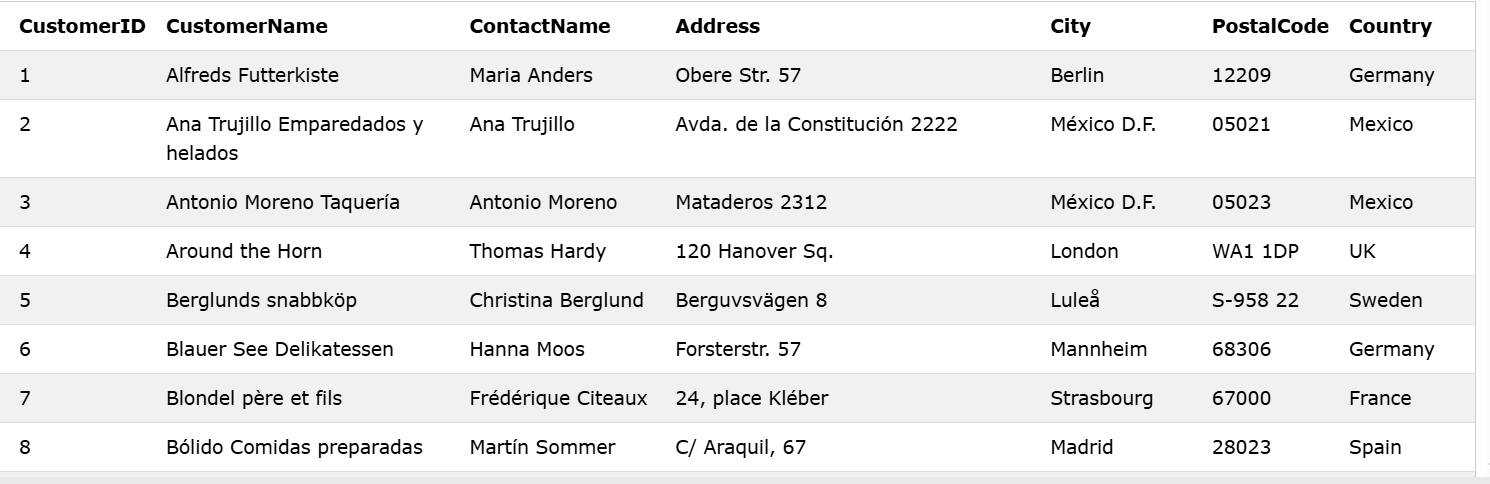 CustomerID CustomerName ContactName Address City PostalCode Country
1 Alfreds Futterkiste Maria Anders Obere Str. 57 Berlin 12209 Germany
2 Ana Trujillo Emparedados y Ana Trujillo Avda. de la Constitución 2222 México D.F. 05021 Mexico
helados
3 Antonio Moreno Taquería Antonio Moreno Mataderos 2312 México D.F. 05023 Mexico
4 Around the Horn Thomas Hardy 120 Hanover Sq. London WA1 1DP UK
5 Berglunds snabbköp Christina Berglund Berguvsvägen 8 Luleå S-958 22 Sweden
6 Blauer See Delikatessen Hanna Moos Forsterstr. 57 Mannheim 68306 Germany
7 Blondel père et fils Frédérique Citeaux 24, place Kléber Strasbourg 67000 France
8 Bólido Comidas preparadas Martín Sommer C/ Araquil, 67 Madrid 28023 Spain